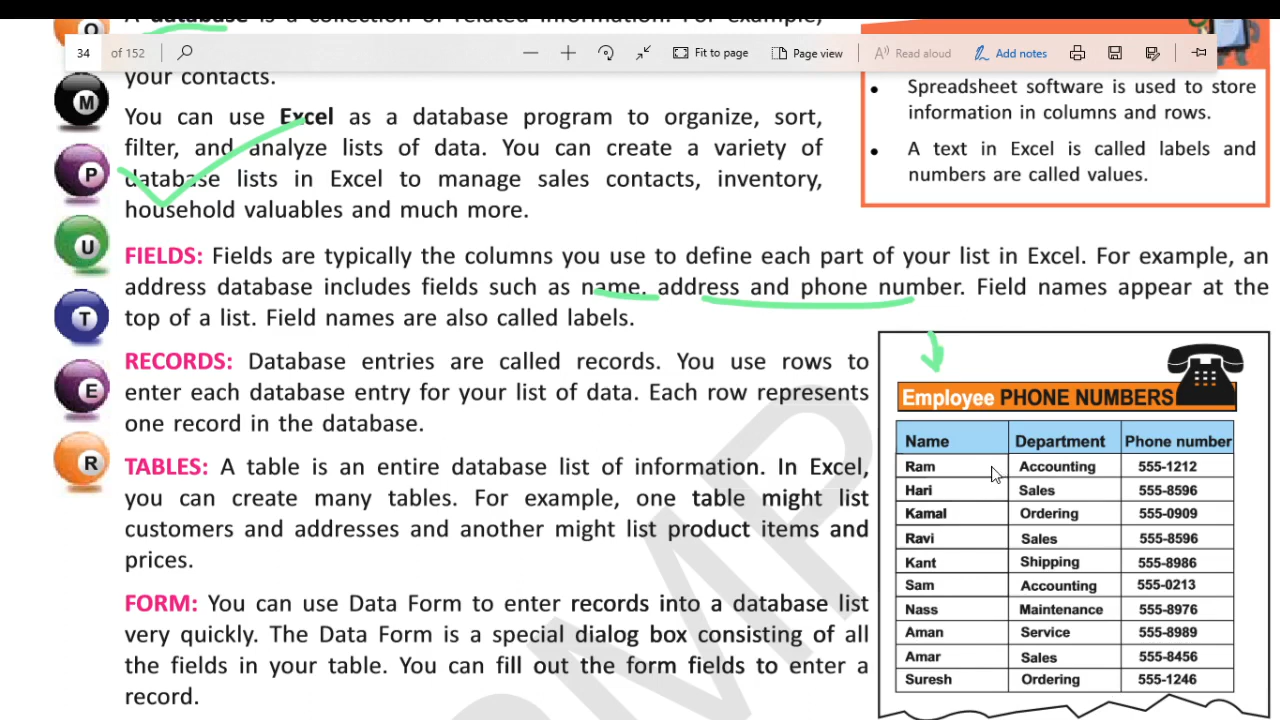 A database is a collection of related information. For example,
34 of 152
Fit to page
Page view
Read aloud
Add notes
your contacts.
You can use Excel as a database program to organize, sort,
filter, and analyze lists of data. You can create a variety of
database lists in Excel to manage sales contacts, inventory,
household valuables and much more.
Spreadsheet software is used to store
information in columns and rows.
A text in Excel is called labels and
numbers are called values.
O
M
P
U
T
E
R
FIELDS: Fields are typically the columns you use to define each part of your list in Excel. For example, an
address database includes fields such as name, address and phone number. Field names appear at the
top of a list. Field names are also called labels.
RECORDS: Database entries are called records. You use rows to
enter each database entry for your list of data. Each row represents
one record in the database.
TABLES: A table is an entire database list of information. In Excel,
you can create many tables. For example, one table might list
customers and addresses and another might list product items and
prices.
FORM: You can use Data Form to enter records into a database list
very quickly. The Data Form is a special dialog box consisting of all
the fields in your table. You can fill out the form fields to enter a
record.
Employee PHONE NUMBERS
Name Department Phone number
Ram Accounting 555-1212
Hari Sales 555-8596
Kamal Ordering 555-0909
Ravi Sales 555-8596
Kant Shipping 555-8986
Sam Accounting 555-0213
Nass Maintenance 555-8976
Aman Service 555-8989
Amar Sales 555-8456
Suresh Ordering 555-1246